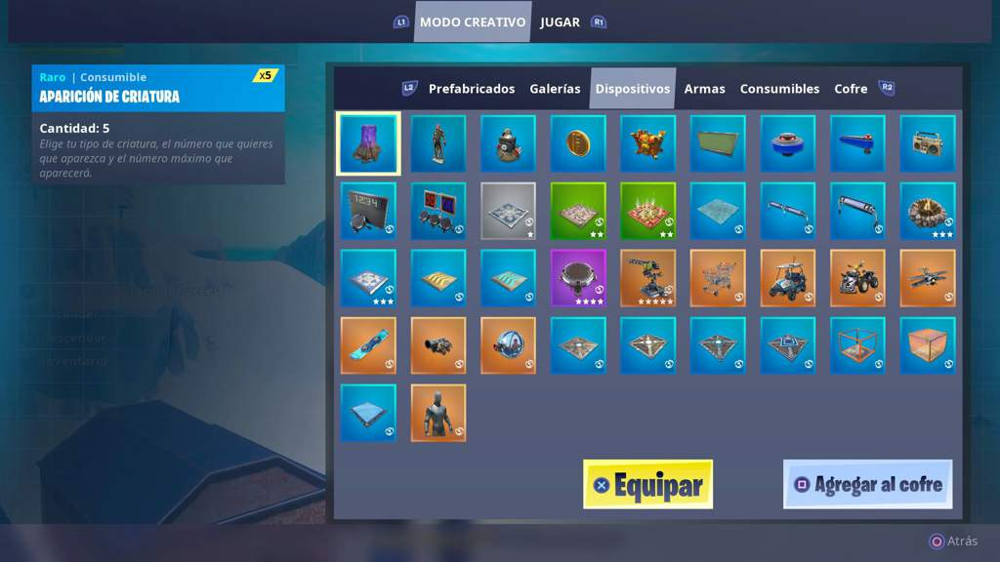 L1 MODO CREATIVO JUGAR R1
L2 Prefabricados Galerías Dispositivos Armas Consumibles Cofre R2
Raro | Consumible x5
APARICIÓN DE CRIATURA
Cantidad: 5
Elige tu tipo de criatura, el número que quieres
que aparezca y el número máximo que
aparecerá.
12:34
Inventario
Equipar
Agregar al cofre
Atrás